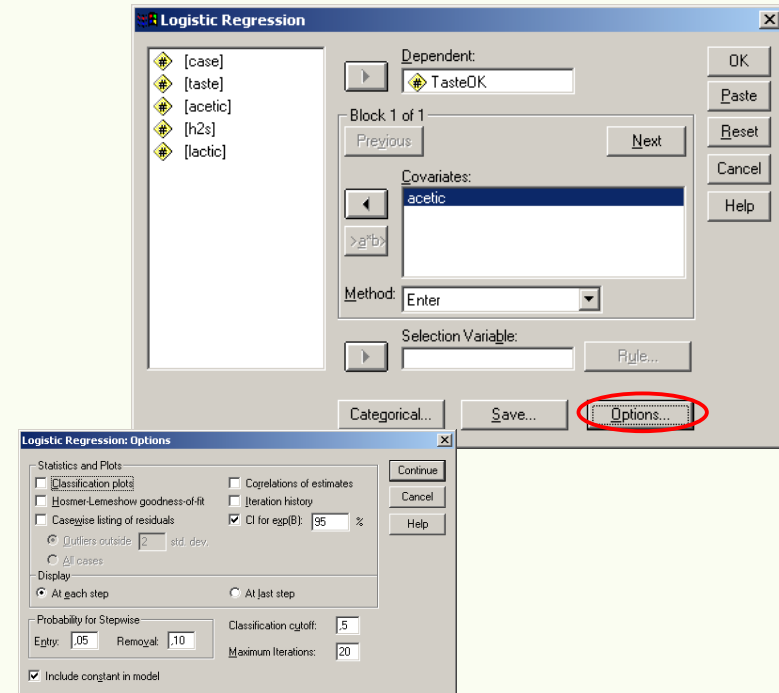 Logistic Regression
[case]
[taste]
[acetic]
[h2s]
[lactic]
Dependent:
TasteOK
Block 1 of 1
Previous
Next
Covariates:
acetic
>a*b>
Method:
Enter
Selection Variable:
Rule...
Categorical...
Save...
Options...
OK
Paste
Reset
Cancel
Help
Logistic Regression: Options
Statistics and Plots
Classification plots
Correlations of estimates
Hosmer-Lemeshow goodness-of-fit
Iteration history
Casewise listing of residuals
CI for exp(B): 95 %
Outliers outside 2 std. dev.
All cases
Display
At each step
At last step
Probability for Stepwise
Entry: ,05 Removal: ,10
Classification cutoff: ,5
Maximum Iterations: 20
Include constant in model
Continue
Cancel
Help